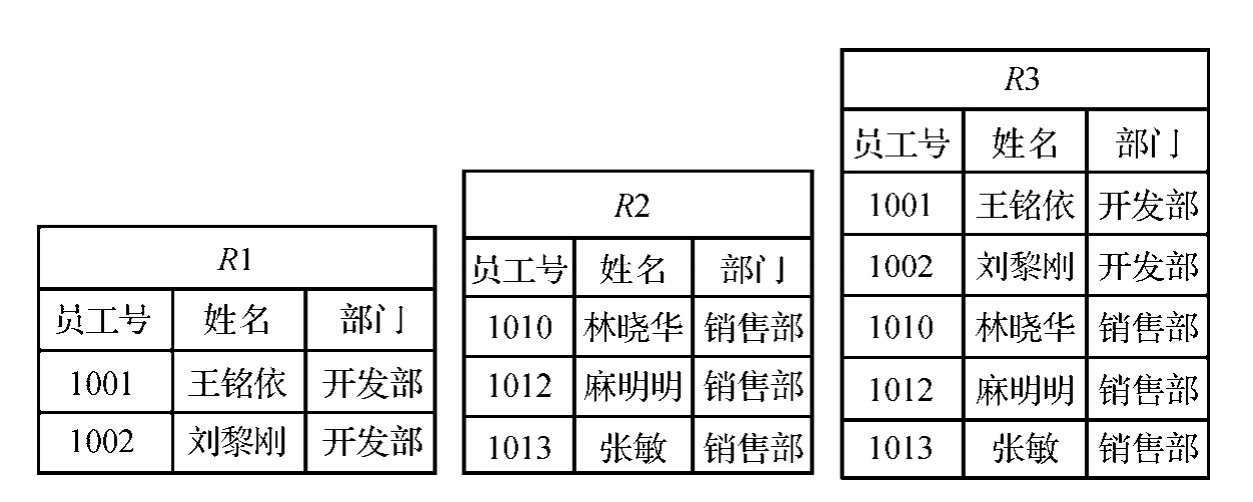 R1
员工号 姓名 部门
1001 王铭依 开发部
1002 刘黎刚 开发部
R2
员工号 姓名 部门
1010 林晓华 销售部
1012 麻明明 销售部
1013 张敏 销售部
R3
员工号 姓名 部门
1001 王铭依 开发部
1002 刘黎刚 开发部
1010 林晓华 销售部
1012 麻明明 销售部
1013 张敏 销售部